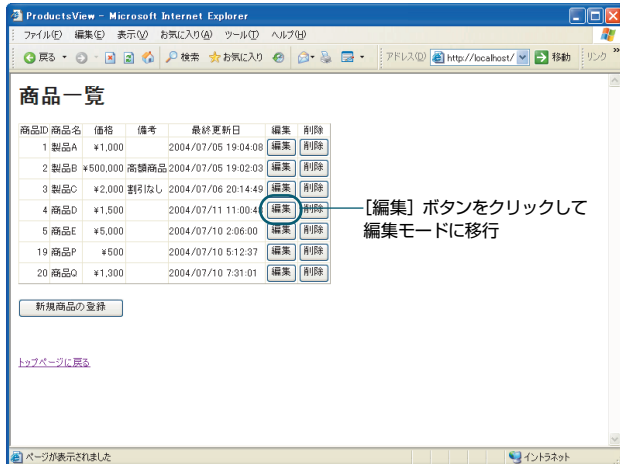 ProductsView - Microsoft Internet Explorer
ファイル(F) 編集(E) 表示(V) お気に入り(A) ツール(T) ヘルプ(H)
戻る 検索 お気に入り アドレス(D) http://localhost/ 移動 リンク »
商品一覧
商品ID 商品名 価格 備考 最終更新日 編集 削除
1 製品A ¥1,000 2004/07/05 19:04:08 編集 削除
2 製品B ¥500,000 高額商品 2004/07/05 19:02:03 編集 削除
3 製品C ¥2,000 割引なし 2004/07/06 20:14:49 編集 削除
4 商品D ¥1,500 2004/07/11 11:00:43 編集 削除
[編集] ボタンをクリックして
編集モードに移行
5 商品E ¥5,000 2004/07/10 2:06:00 編集 削除
19 商品P ¥500 2004/07/10 5:12:37 編集 削除
20 商品Q ¥1,300 2004/07/10 7:31:01 編集 削除
新規商品の登録
トップページに戻る
ページが表示されました イントラネット